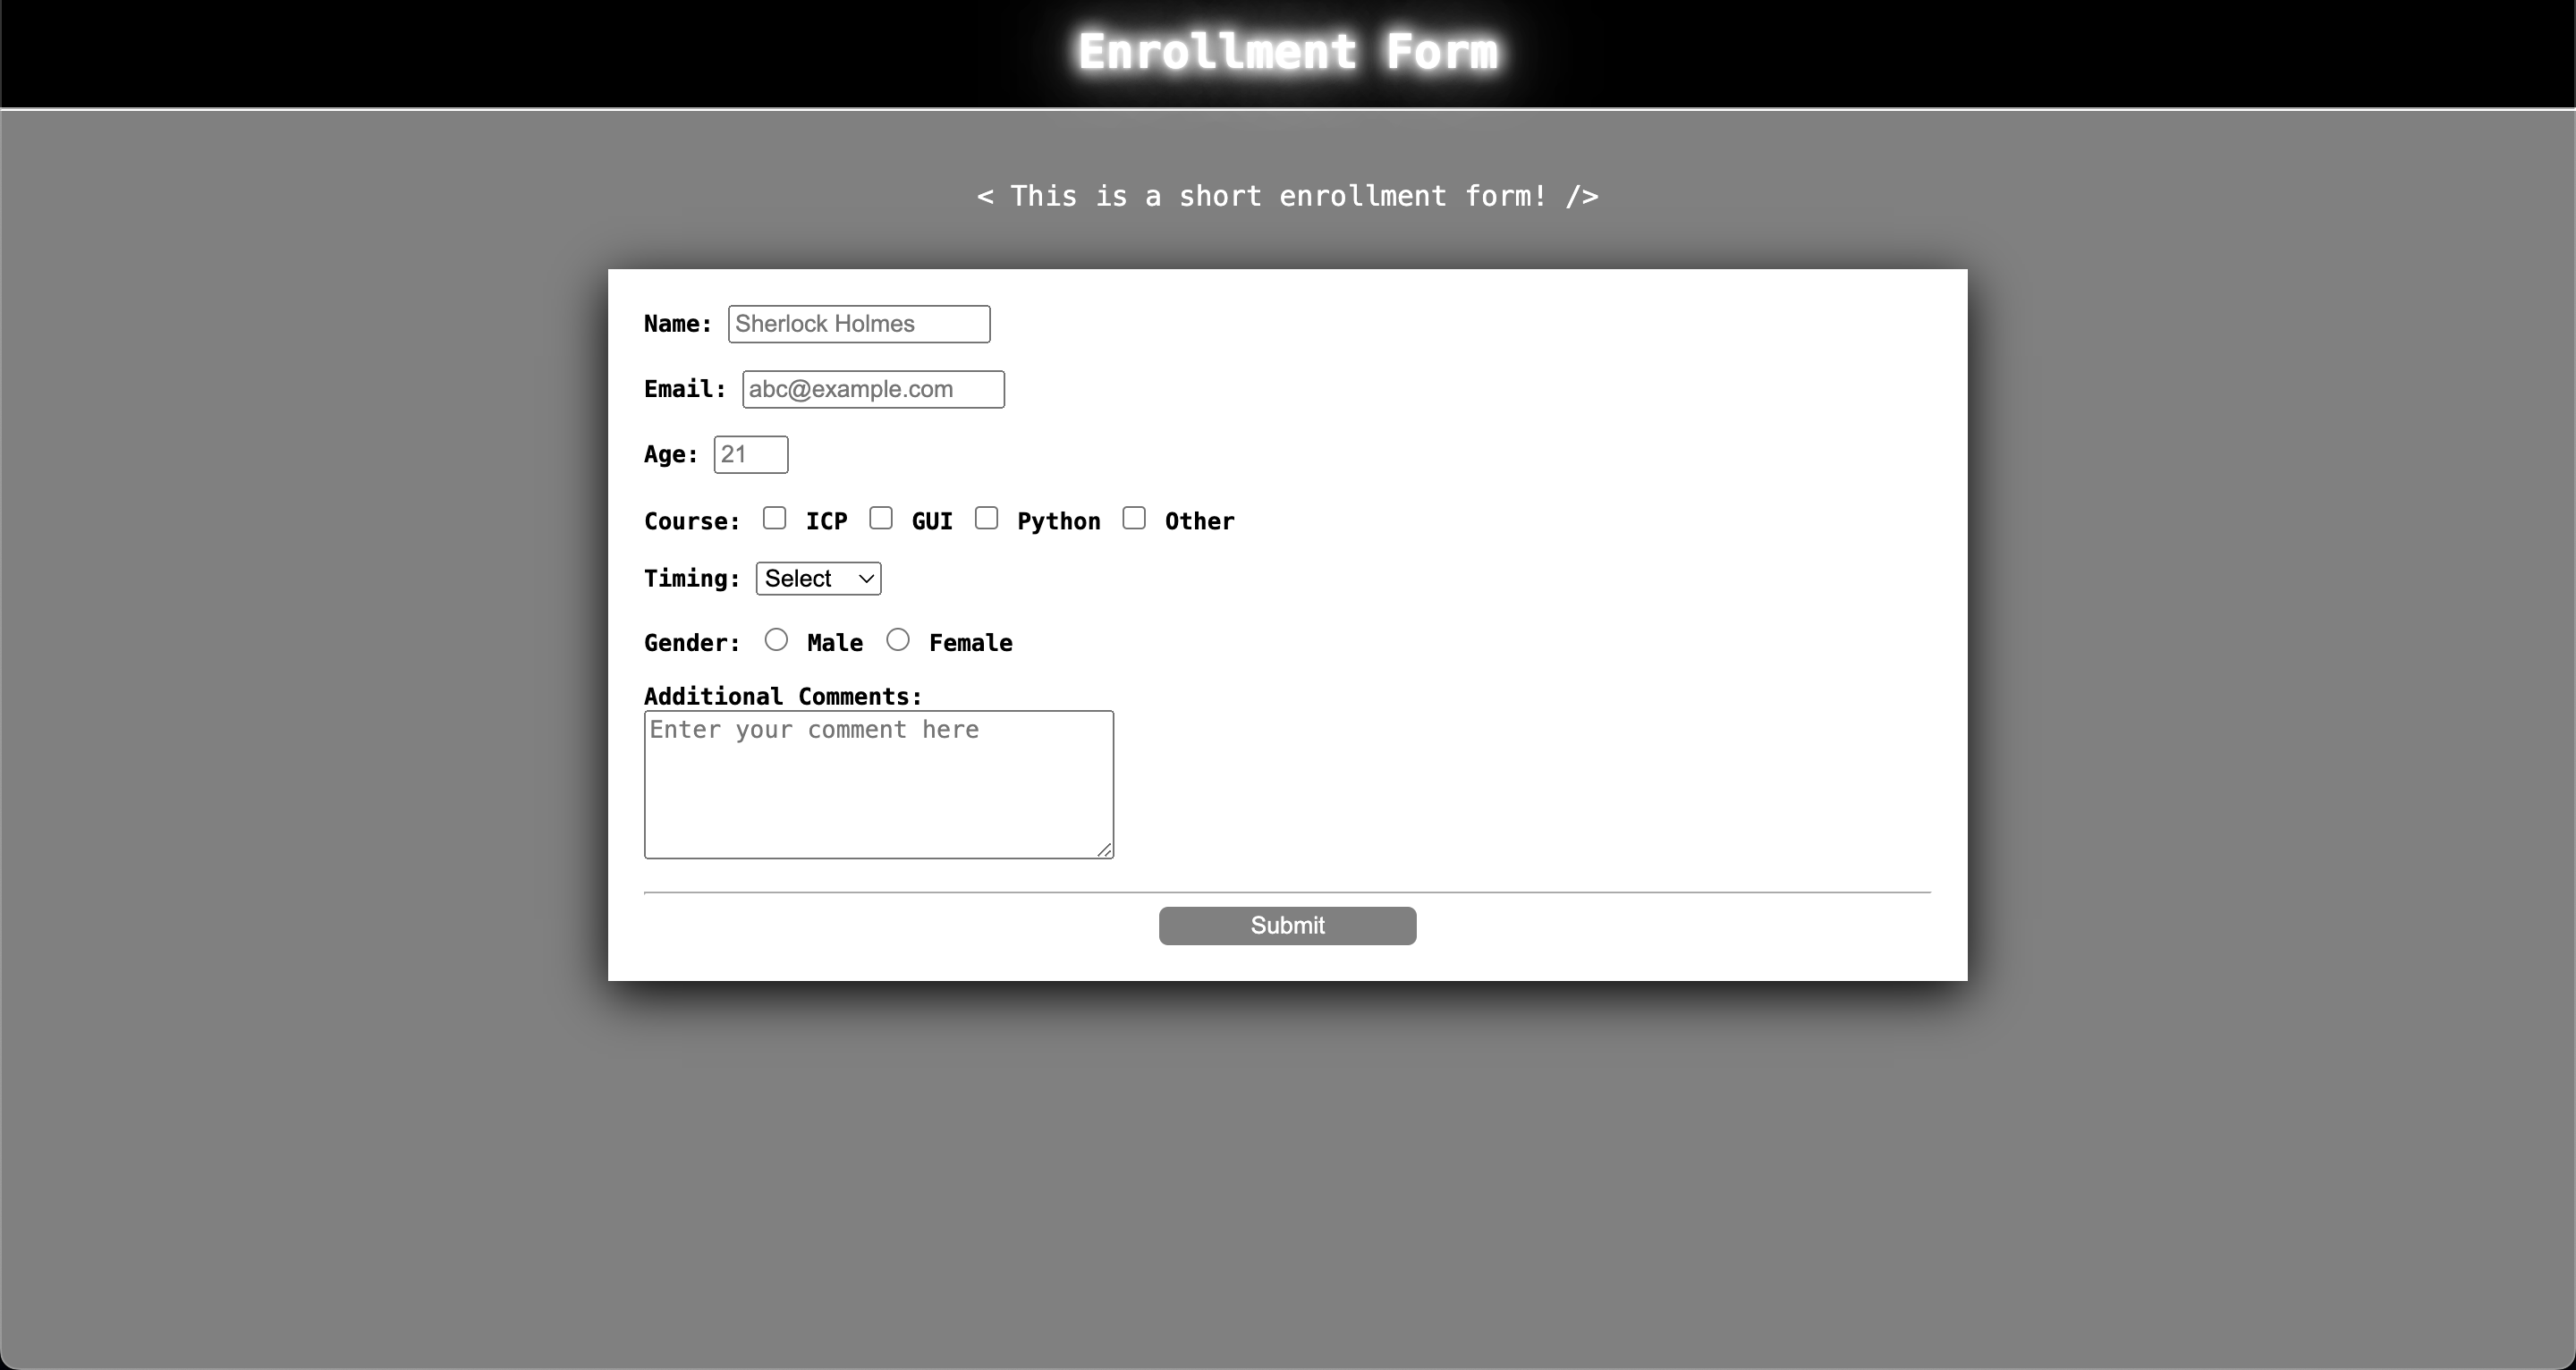 Enrollment Form
< This is a short enrollment form! />
Name: Sherlock Holmes
Email: abc@example.com
Age: 21
Course: ICP GUI Python Other
Timing: Select
Gender: Male Female
Additional Comments:
Enter your comment here
Submit